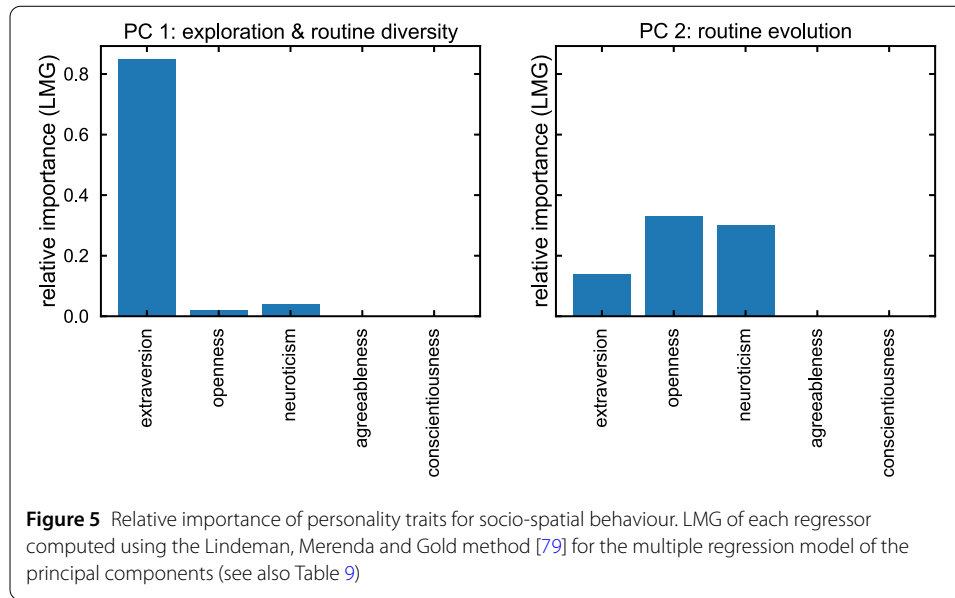 PC 1: exploration & routine diversity
relative importance (LMG)
0.8
0.6
0.4
0.2
0.0
extraversion
openness
neuroticism
agreeableness
conscientiousness
PC 2: routine evolution
relative importance (LMG)
extraversion
openness
neuroticism
agreeableness
conscientiousness
Figure 5 Relative importance of personality traits for socio-spatial behaviour. LMG of each regressor
computed using the Lindeman, Merenda and Gold method [79] for the multiple regression model of the
principal components (see also Table 9)